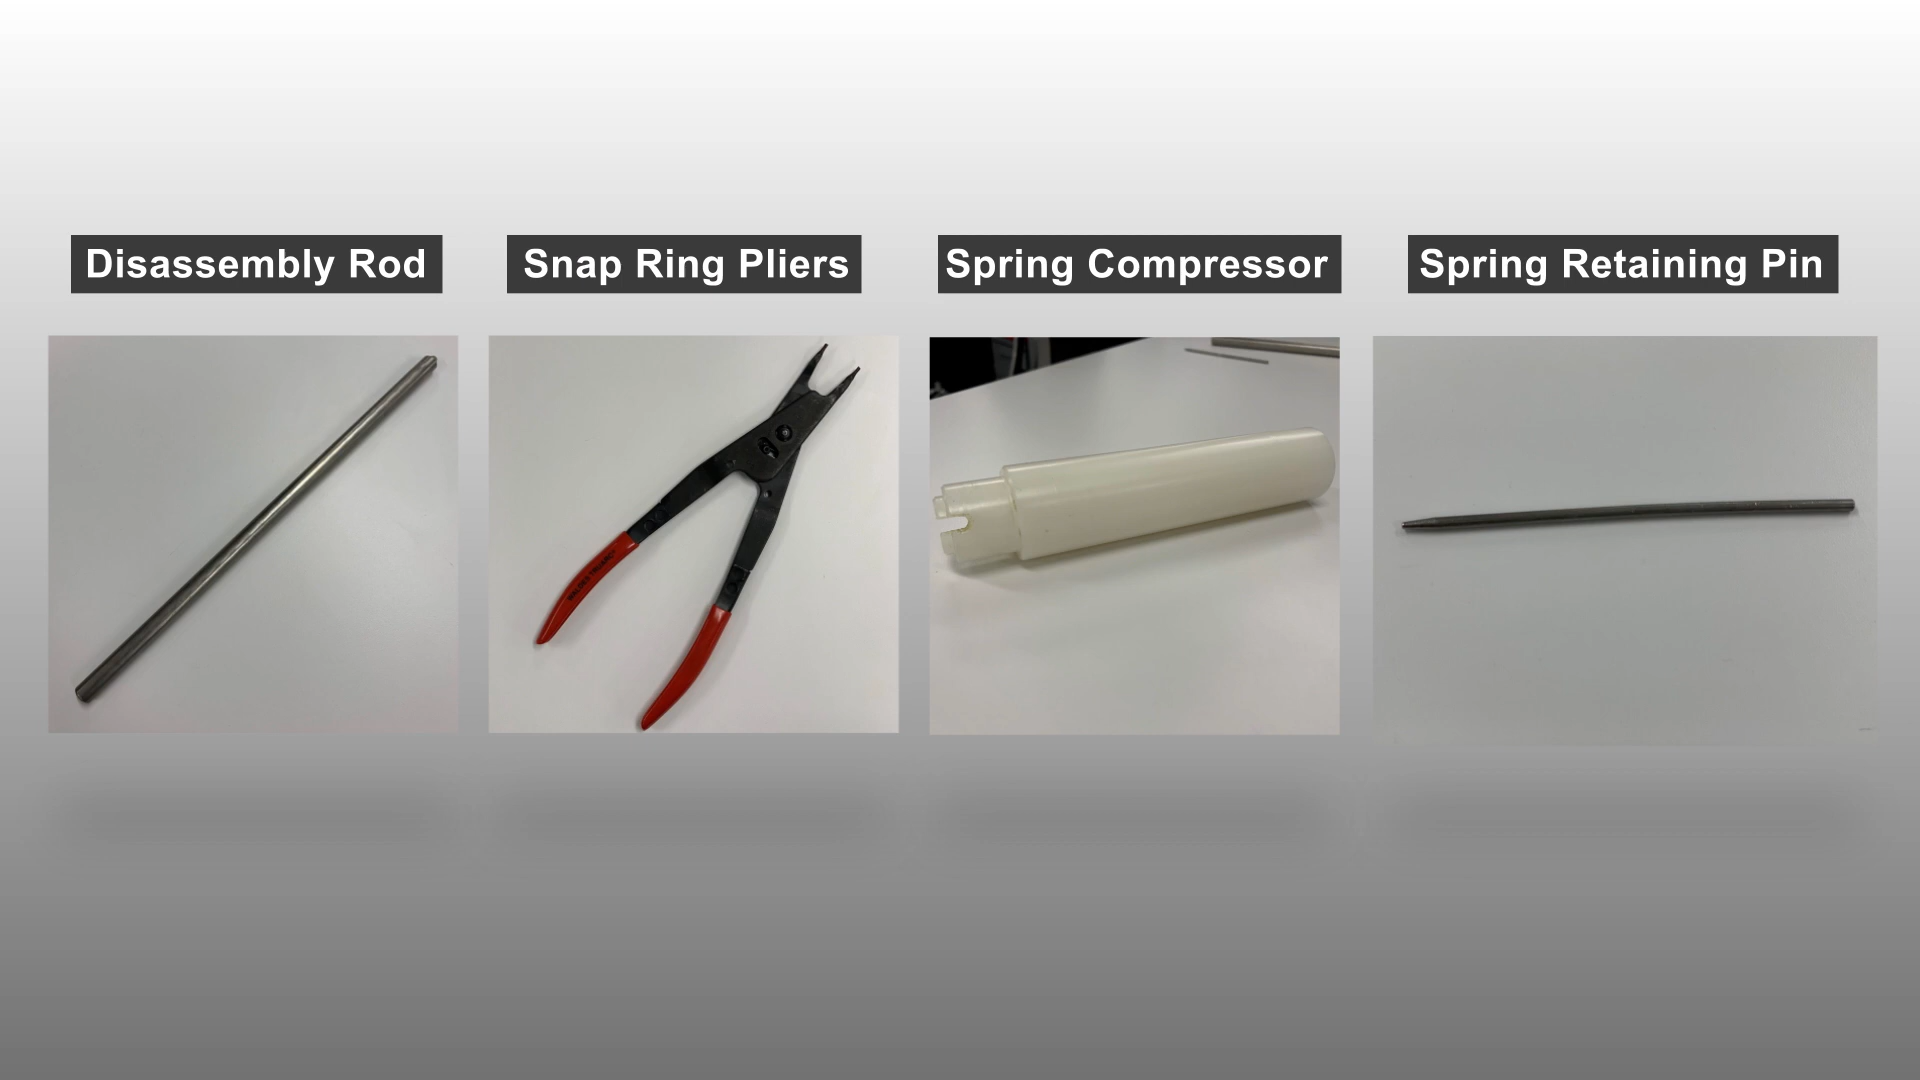 Disassembly Rod
Snap Ring Pliers
Spring Compressor
Spring Retaining Pin